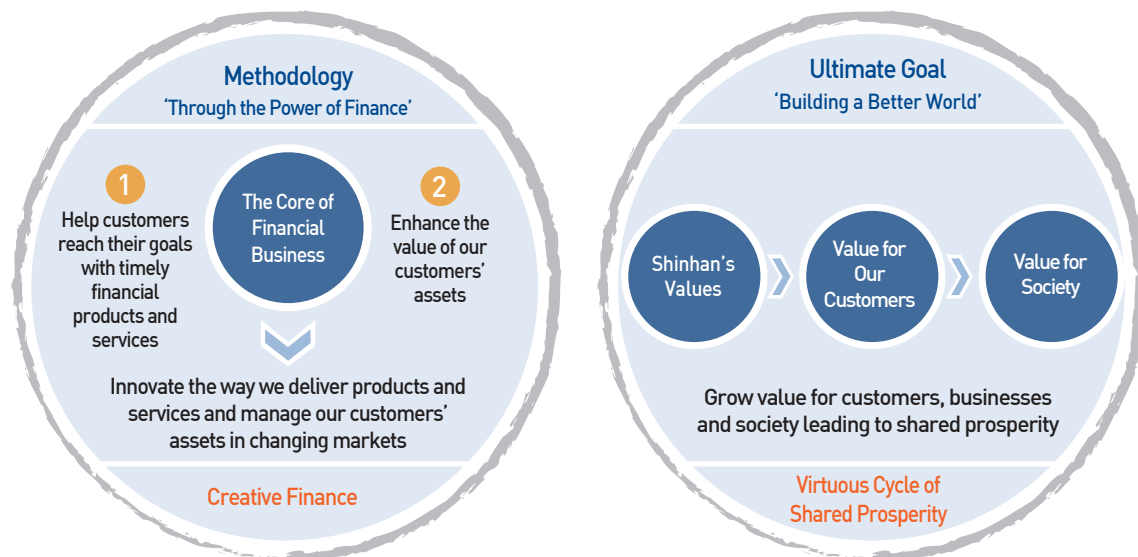 Methodology
‘Through the Power of Finance’
1
Help customers
reach their goals
with timely
financial
products and
services
The Core of
Financial
Business
2
Enhance the
value of our
customers’
assets
Innovate the way we deliver products and
services and manage our customers’
assets in changing markets
Creative Finance
Ultimate Goal
‘Building a Better World’
Shinhan’s
Values
Value for
Our
Customers
Value for
Society
Grow value for customers, businesses
and society leading to shared prosperity
Virtuous Cycle of
Shared Prosperity